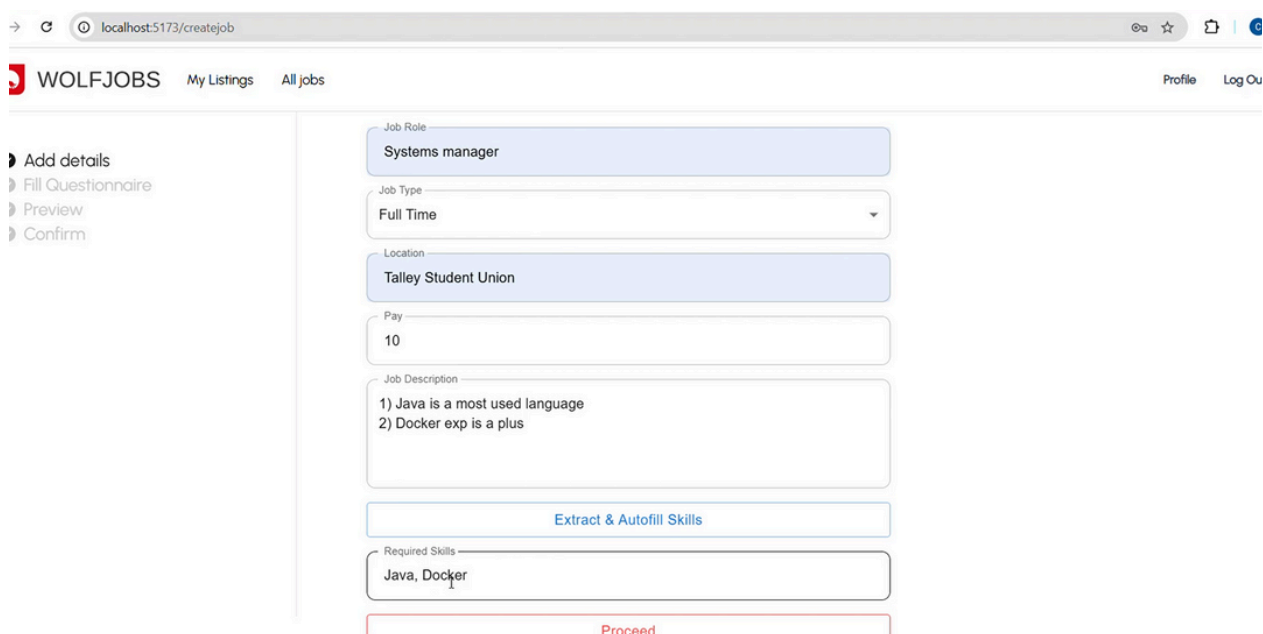 localhost:5173/createjob
WOLFJOBS My Listings All jobs Profile Log Ou
Add details
Fill Questionnaire
Preview
Confirm
Job Role
Systems manager
Job Type
Full Time
Location
Talley Student Union
Pay
10
Job Description
1) Java is a most used language
2) Docker exp is a plus
Extract & Autofill Skills
Required Skills
Java, Docker
Proceed